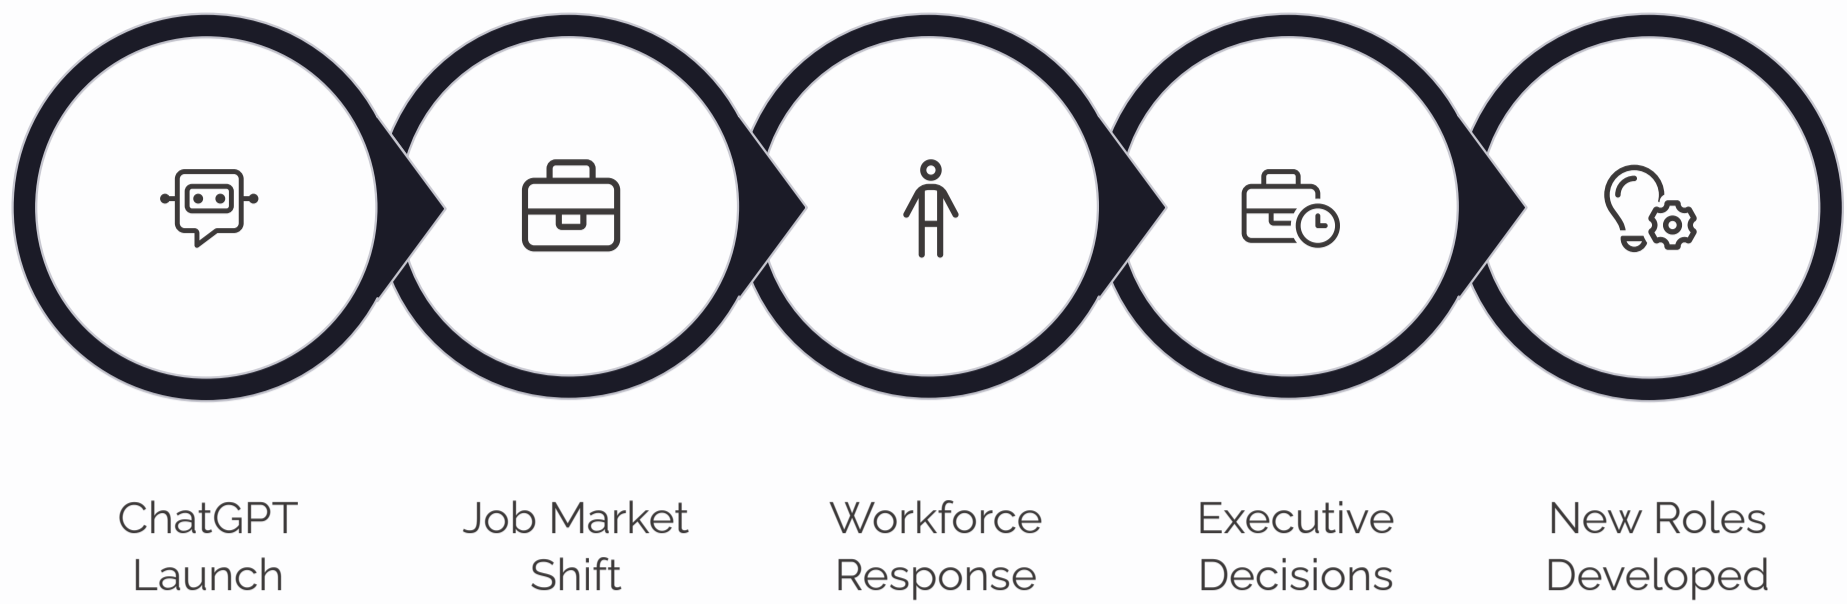 ChatGPT
Launch
Job Market
Shift
Workforce
Response
Executive
Decisions
New Roles
Developed